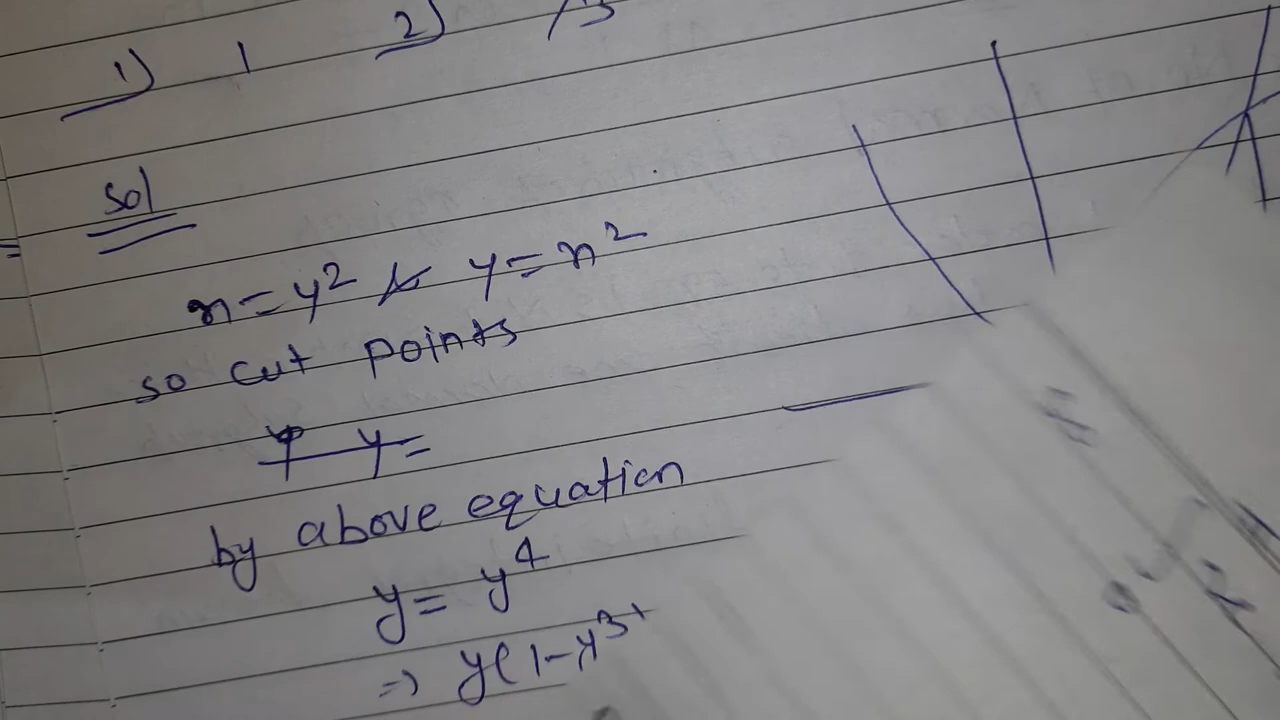 1) 1 2) /3
Sol
x = y² & y = x²
so cut points
y=
by above equation
y = y⁴
⇒ y(1-y³